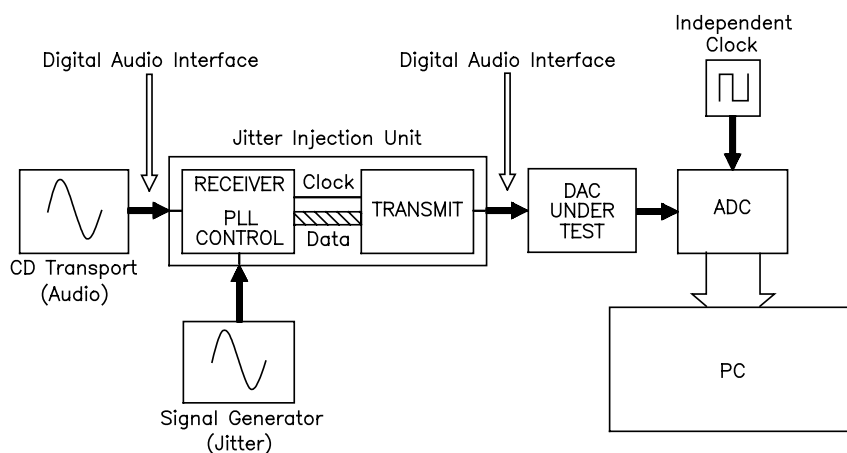 Independent
Clock
Digital Audio Interface
Digital Audio Interface
Jitter Injection Unit
RECEIVER
Clock
PLL
CONTROL
Data
TRANSMIT
DAC
UNDER
TEST
ADC
CD Transport
(Audio)
PC
Signal Generator
(Jitter)